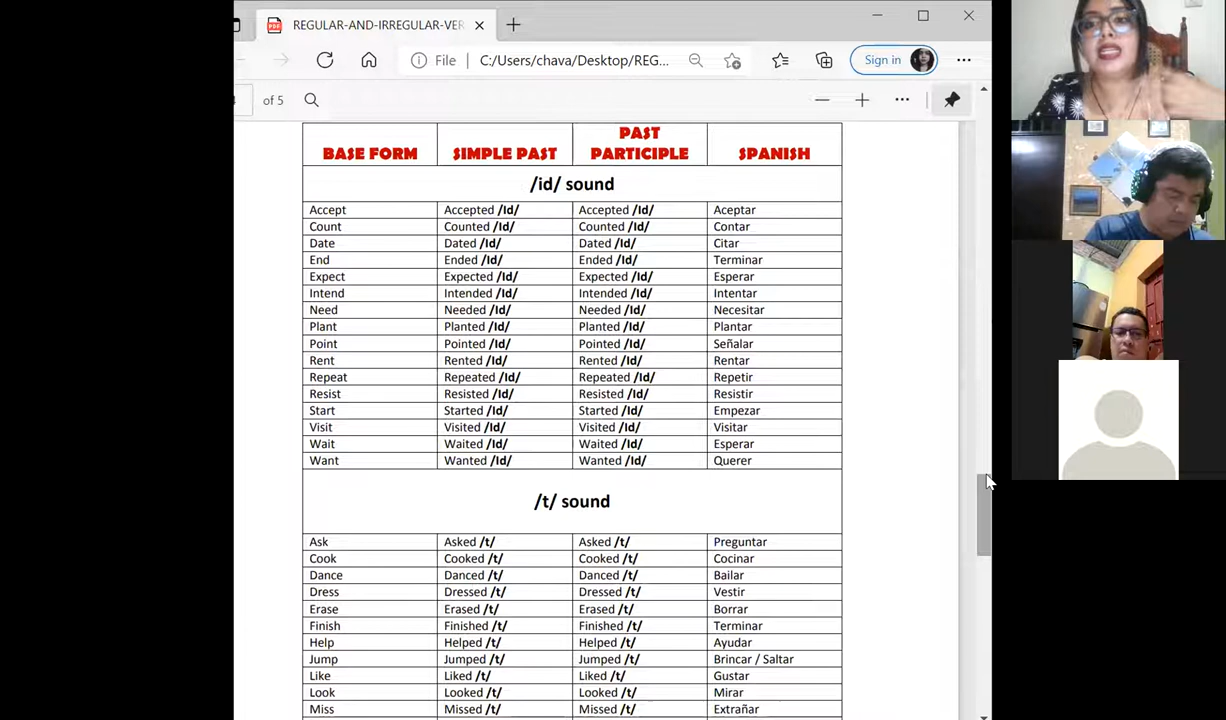 REGULAR-AND-IRREGULAR-VER
File C:/Users/chava/Desktop/REG... Sign in
of 5
BASE FORM SIMPLE PAST PAST PARTICIPLE SPANISH
/id/ sound
Accept Accepted /Id/ Accepted /Id/ Aceptar
Count Counted /Id/ Counted /Id/ Contar
Date Dated /Id/ Dated /Id/ Citar
End Ended /Id/ Ended /Id/ Terminar
Expect Expected /Id/ Expected /Id/ Esperar
Intend Intended /Id/ Intended /Id/ Intentar
Need Needed /Id/ Needed /Id/ Necesitar
Plant Planted /Id/ Planted /Id/ Plantar
Point Pointed /Id/ Pointed /Id/ Señalar
Rent Rented /Id/ Rented /Id/ Rentar
Repeat Repeated /Id/ Repeated /Id/ Repetir
Resist Resisted /Id/ Resisted /Id/ Resistir
Start Started /Id/ Started /Id/ Empezar
Visit Visited /Id/ Visited /Id/ Visitar
Wait Waited /Id/ Waited /Id/ Esperar
Want Wanted /Id/ Wanted /Id/ Querer
/t/ sound
Ask Asked /t/ Asked /t/ Preguntar
Cook Cooked /t/ Cooked /t/ Cocinar
Dance Danced /t/ Danced /t/ Bailar
Dress Dressed /t/ Dressed /t/ Vestir
Erase Erased /t/ Erased /t/ Borrar
Finish Finished /t/ Finished /t/ Terminar
Help Helped /t/ Helped /t/ Ayudar
Jump Jumped /t/ Jumped /t/ Brincar / Saltar
Like Liked /t/ Liked /t/ Gustar
Look Looked /t/ Looked /t/ Mirar
Miss Missed /t/ Missed /t/ Extrañar